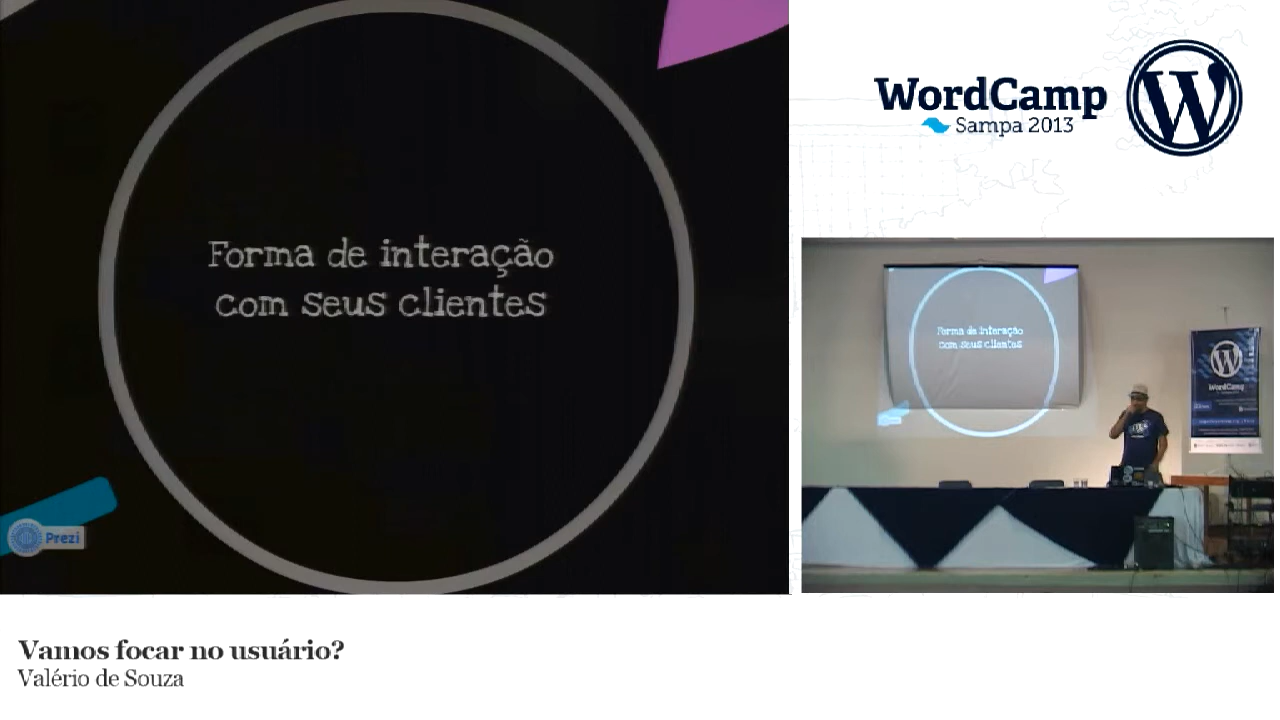 Forma de interação
com seus clientes
Prezi
WordCamp
Sampa 2013
Forma de interação
com seus clientes
WordCamp
Vamos focar no usuário?
Valério de Souza